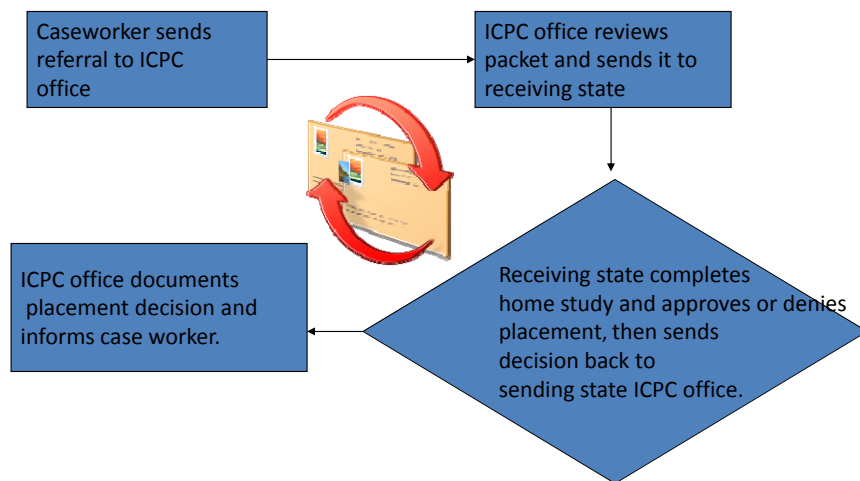 Caseworker sends
referral to ICPC
office
ICPC office reviews
packet and sends it to
receiving state
Receiving state completes
home study and approves or denies
placement, then sends
decision back to
sending state ICPC office.
ICPC office documents
placement decision and
informs case worker.